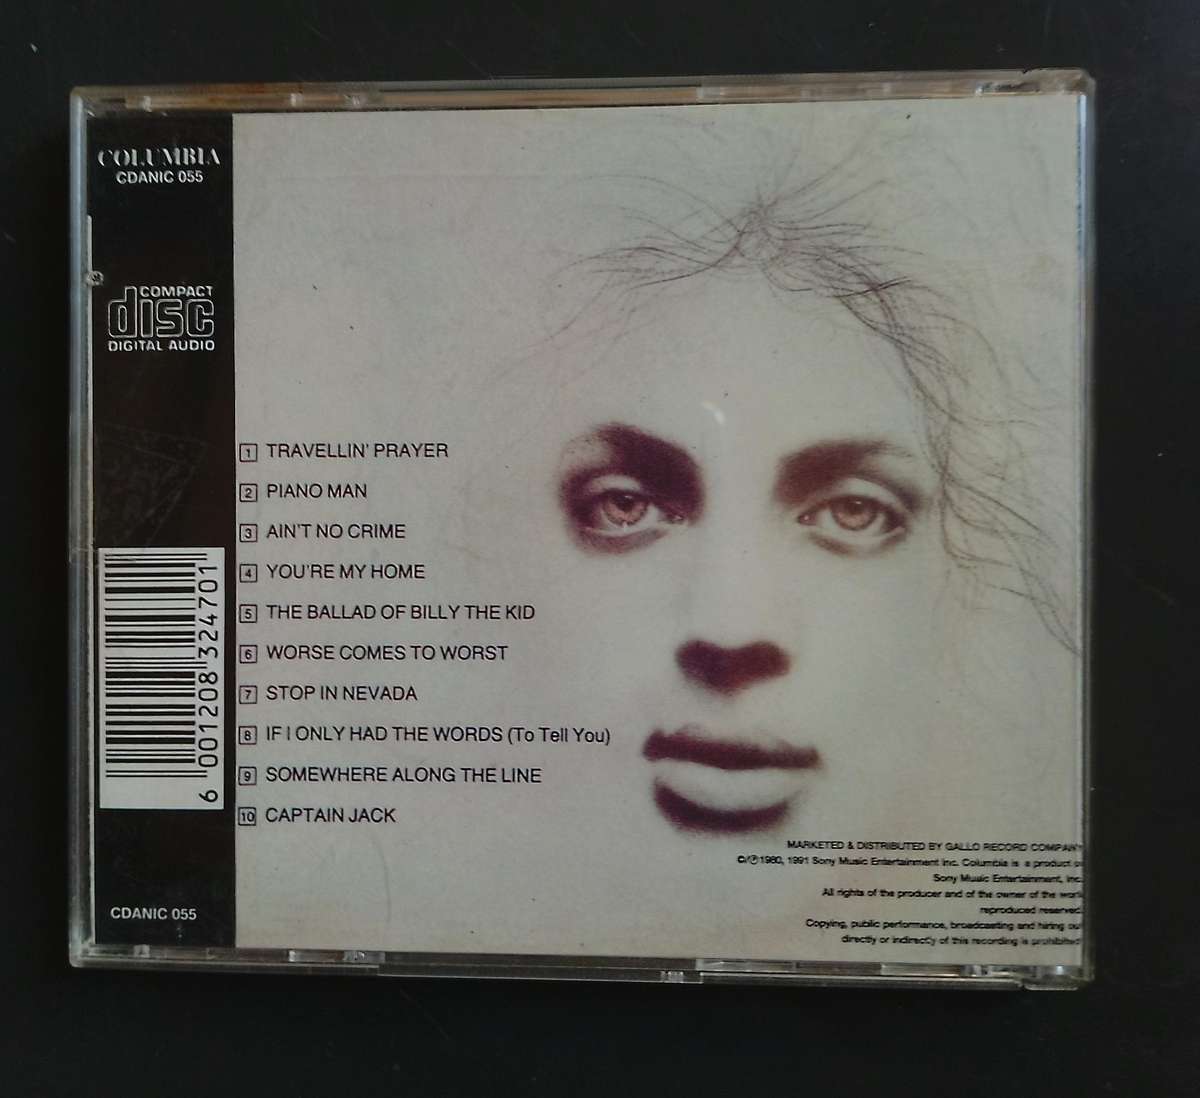 COLUMBIA
CDANIC 055
COMPACT
disc
DIGITAL AUDIO
1 TRAVELLIN' PRAYER
2 PIANO MAN
3 AIN'T NO CRIME
4 YOU'RE MY HOME
5 THE BALLAD OF BILLY THE KID
6 WORSE COMES TO WORST
7 STOP IN NEVADA
8 IF I ONLY HAD THE WORDS (To Tell You)
9 SOMEWHERE ALONG THE LINE
10 CAPTAIN JACK
6 001208 324701
CDANIC 055
MARKETED & DISTRIBUTED BY GALLO RECORD COMPANY
©/℗ 1980, 1991 Sony Music Entertainment Inc. Columbia is a product of
Sony Music Entertainment, Inc.
All rights of the producer and of the owner of the work
reproduced reserved.
Copying, public performance, broadcasting and hiring out
directly or indirectly of this recording is prohibited